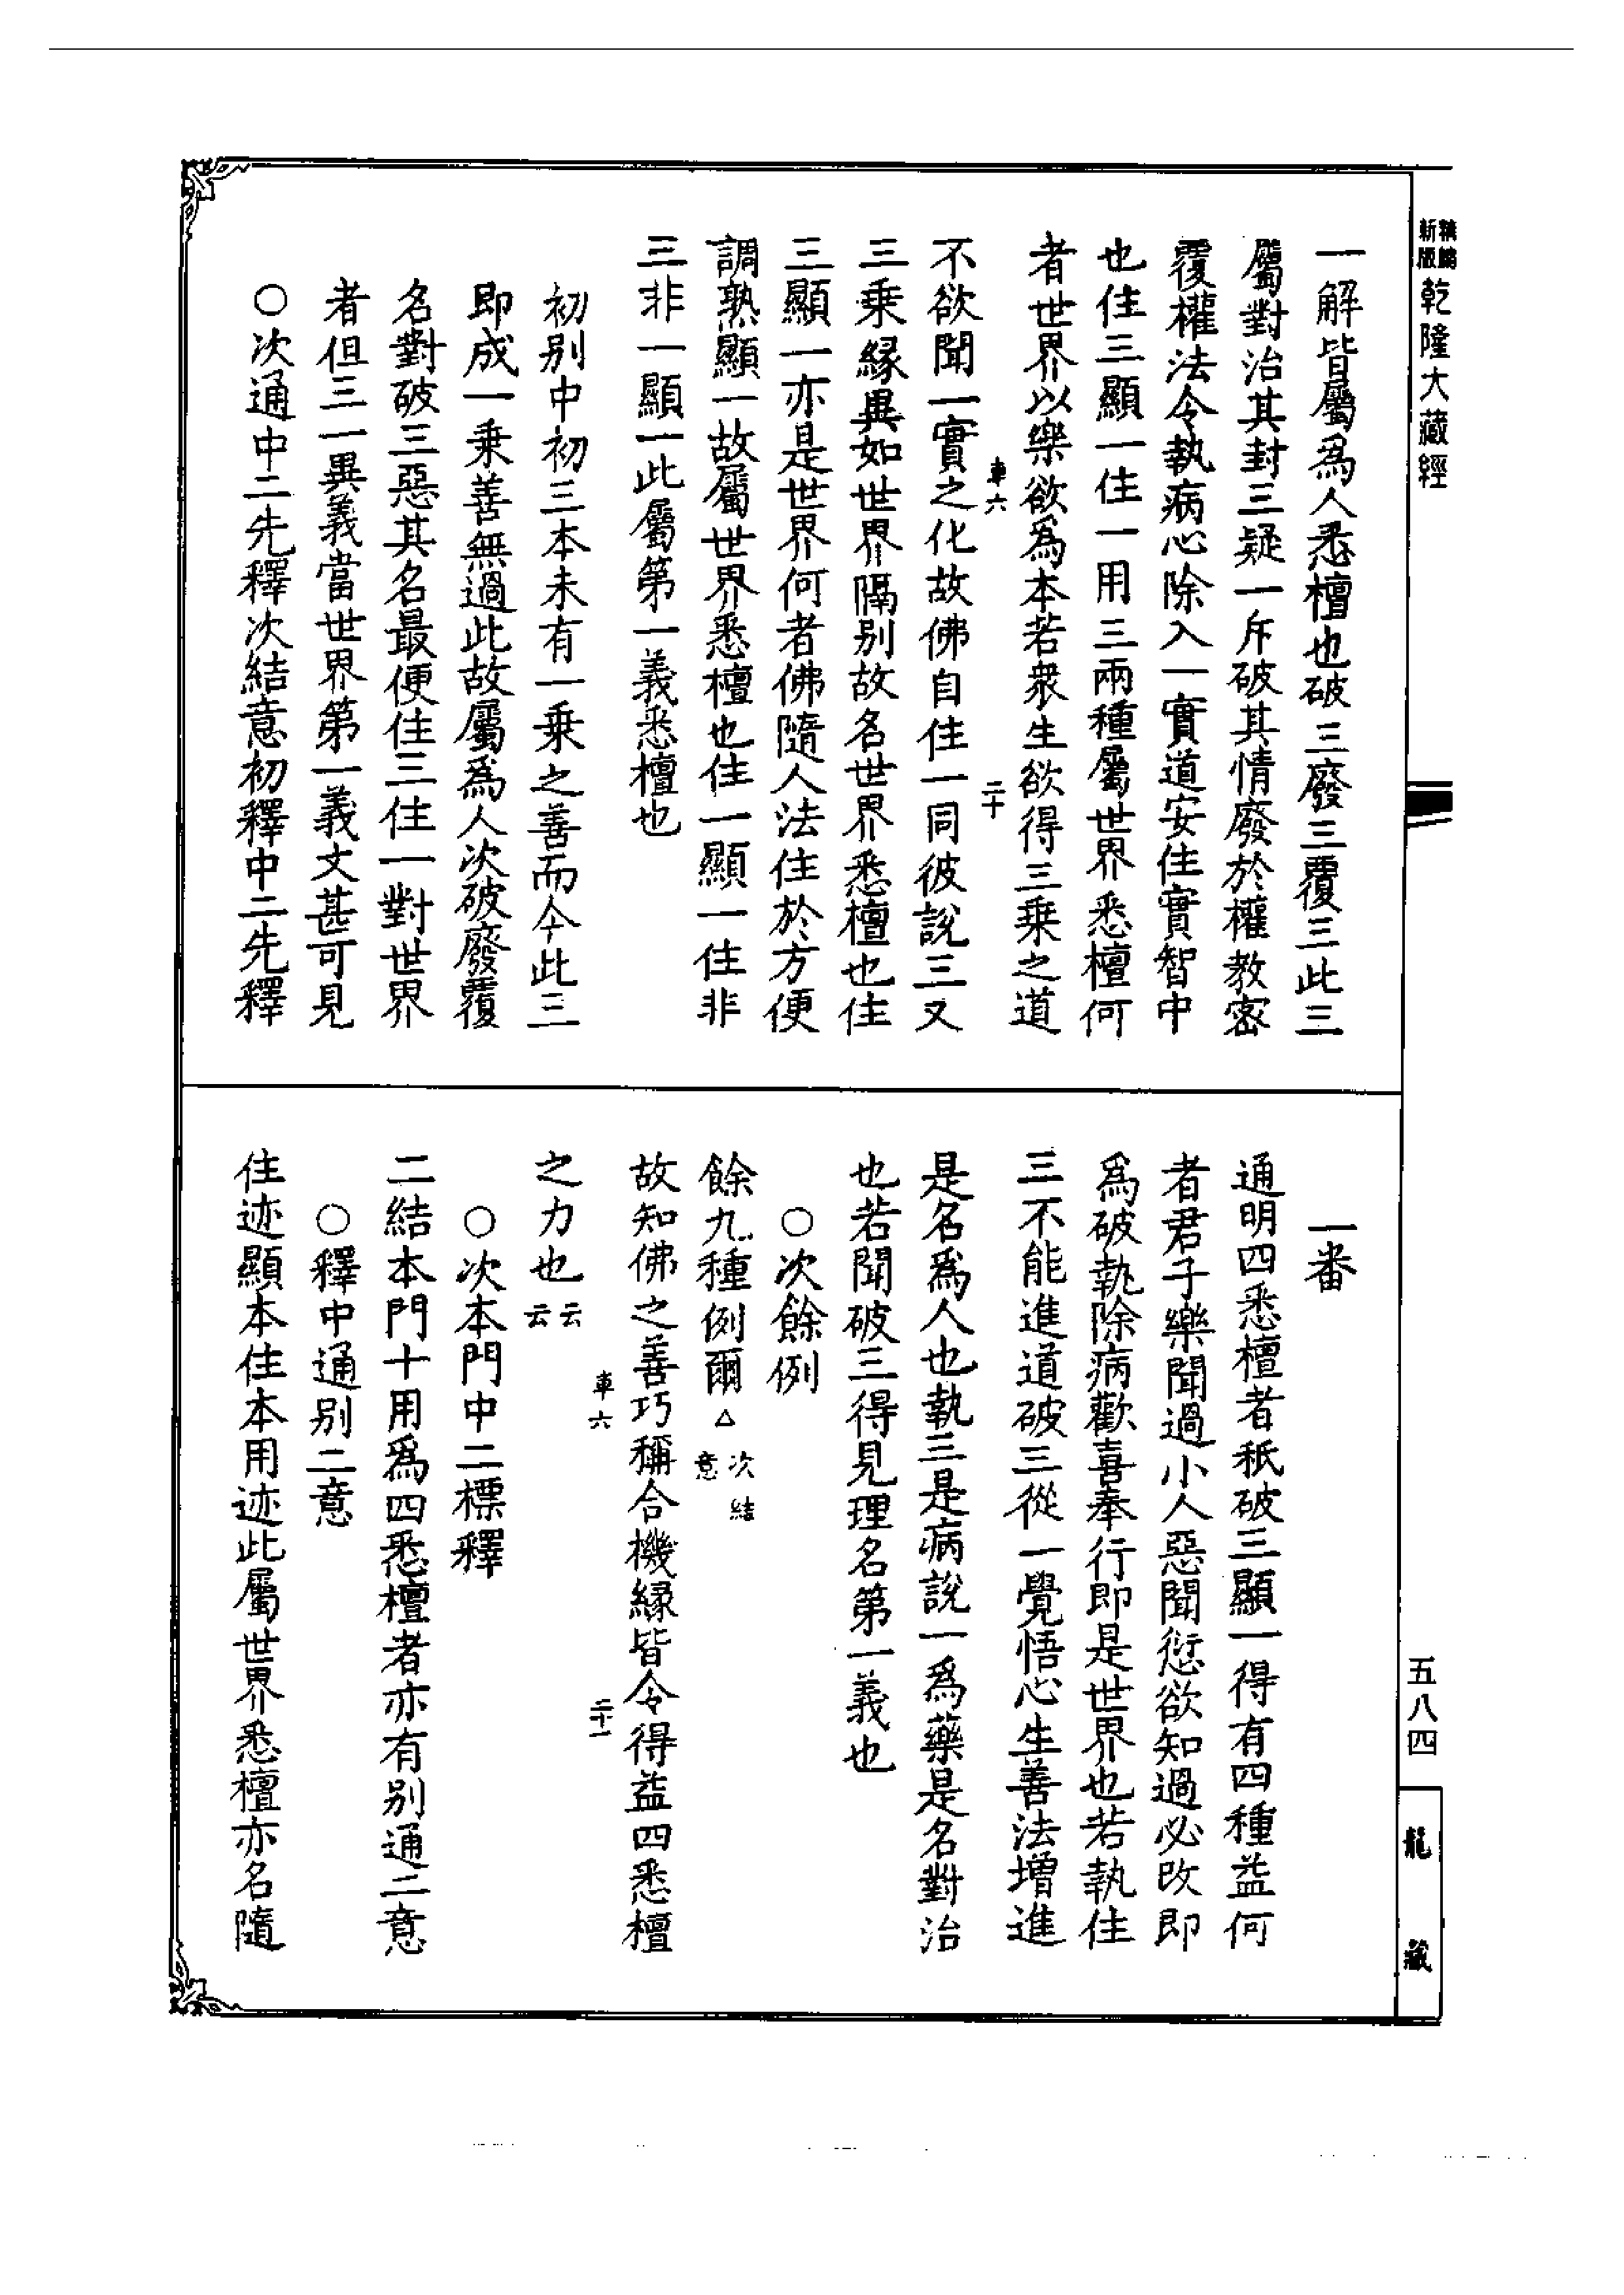 精編
新版
乾隆大藏經
一解皆屬為人悉檀也破三廢三覆三此三
屬對治其封三疑一斥破其情廢於權教密
覆權法令執病心除入一實道安住實智中
也住三顯一住一用三兩種屬世界悉檀何
者世界以樂欲為本若衆生欲得三乘之道
車六
二十
不欲聞一實之化故佛自住一同彼說三又
三乘緣異如世界隔別故名世界悉檀也住
三顯一亦是世界何者佛隨人法住於方便
調熟顯一故屬世界悉檀也住一顯一住非
三非一顯一此屬第一義悉檀也
初別中初三本未有一乘之善而今此三
即成一乘善無過此故屬爲人次破廢覆
名對破三惡其名最便住三住一對世界
者但三一異義當世界第一義文甚可見
○次通中二先釋次結意初釋中二先釋
一番
通明四悉檀者秖破三顯一得有四種益何
者君子樂聞過小人惡聞愆欲知過必改即
爲破執除病歡喜奉行即是世界也若執住
三不能進道破三從一覺悟心生善法增進
是名爲人也執三是病說一爲藥是名對治
也若聞破三得見理名第一義也
○次餘例
餘九種例爾△次結意
故知佛之善巧稱合機緣皆令得益四悉檀
車六
二十一
之力也云云
○次本門中二標釋
二結本門十用爲四悉檀者亦有別通二意
○釋中通別二意
住迹顯本住本用迹此屬世界悉檀亦名隨
五八四
龍藏